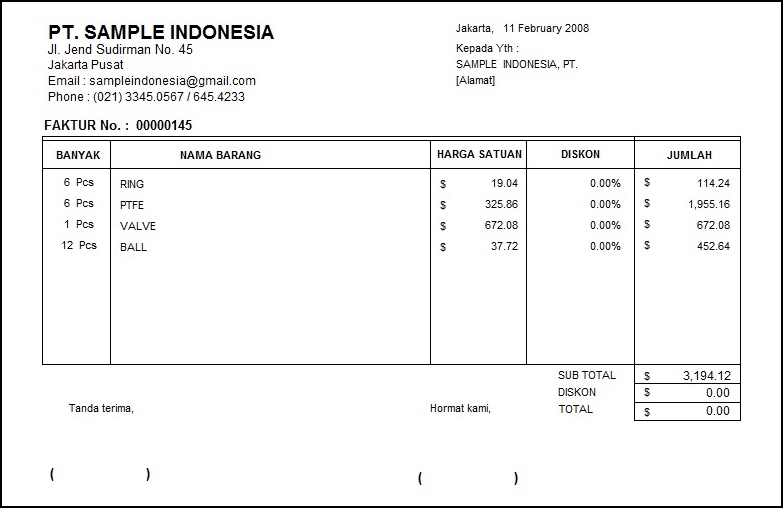 PT. SAMPLE INDONESIA
Jl. Jend Sudirman No. 45
Jakarta Pusat
Email : sampleindonesia@gmail.com
Phone : (021) 3345.0567 / 645.4233
Jakarta, 11 February 2008
Kepada Yth :
SAMPLE INDONESIA, PT.
[Alamat]
FAKTUR No. : 00000145
BANYAK NAMA BARANG HARGA SATUAN DISKON JUMLAH
6 Pcs RING $ 19.04 0.00% $ 114.24
6 Pcs PTFE $ 325.86 0.00% $ 1,955.16
1 Pcs VALVE $ 672.08 0.00% $ 672.08
12 Pcs BALL $ 37.72 0.00% $ 452.64
SUB TOTAL $ 3,194.12
DISKON $ 0.00
TOTAL $ 0.00
Tanda terima, Hormat kami,
( ) ( )